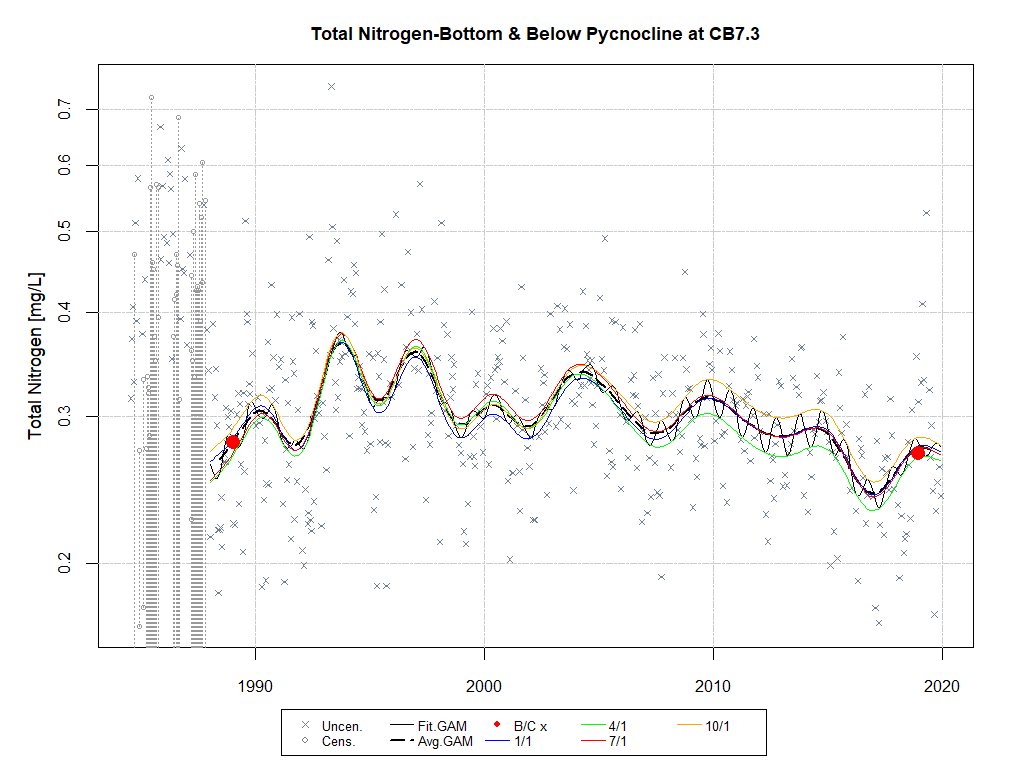 Total Nitrogen-Bottom & Below Pycnocline at CB7.3
Total Nitrogen [mg/L]
0.7
0.6
0.5
0.4
0.3
0.2
1990 2000 2010 2020
Uncen. Fit.GAM B/C x 4/1 10/1
Cens. Avg.GAM 1/1 7/1